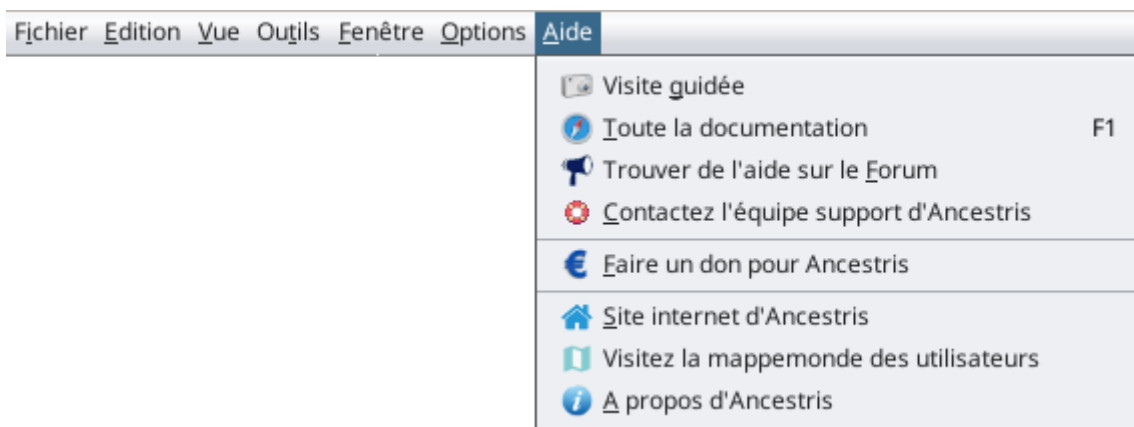 Fichier Edition Vue Outils Fenêtre Options Aide
Visite guidée
Toute la documentation F1
Trouver de l'aide sur le Forum
Contactez l'équipe support d'Ancestris
Faire un don pour Ancestris
Site internet d'Ancestris
Visitez la mappemonde des utilisateurs
A propos d'Ancestris